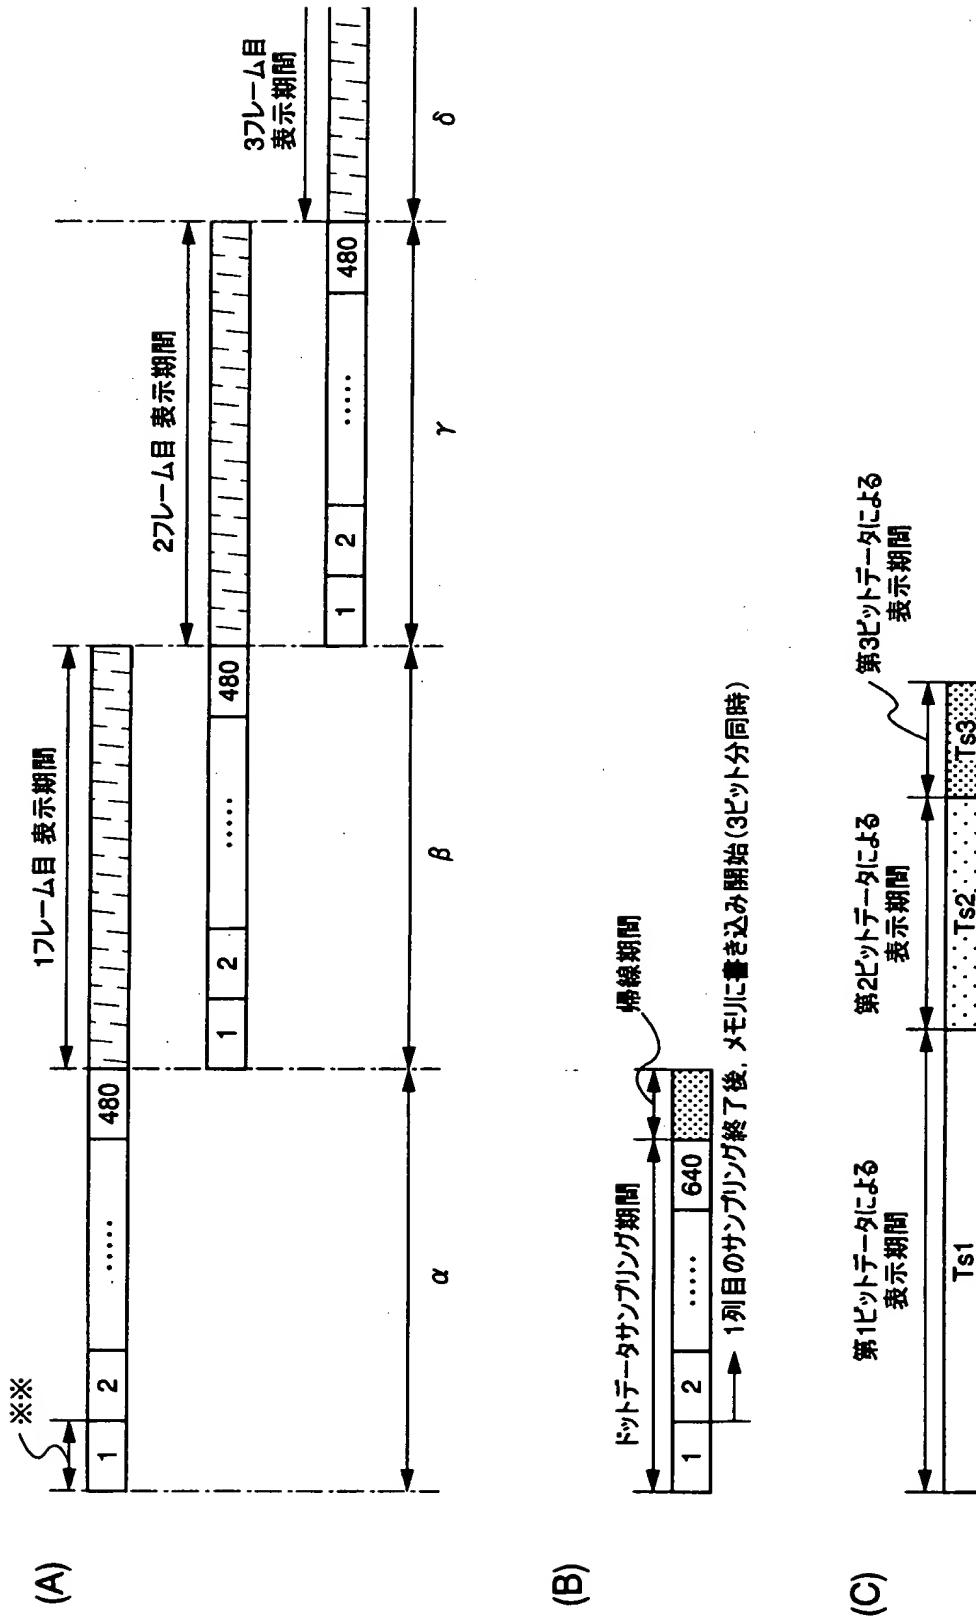 (A)
※※
1フレーム目 表示期間
2フレーム目 表示期間
3フレーム目
表示期間
1 2 ····· 480
1 2 ····· 480
1 2 ····· 480
α β γ δ
(B)
ドットデータサンプリング期間
帰線期間
1 2 ····· 640
1列目のサンプリング終了後, メモリに書き込み開始(3ビット分同時)
(C)
第1ビットデータによる
表示期間
第2ビットデータによる
表示期間
第3ビットデータによる
表示期間
Ts1 Ts2 Ts3